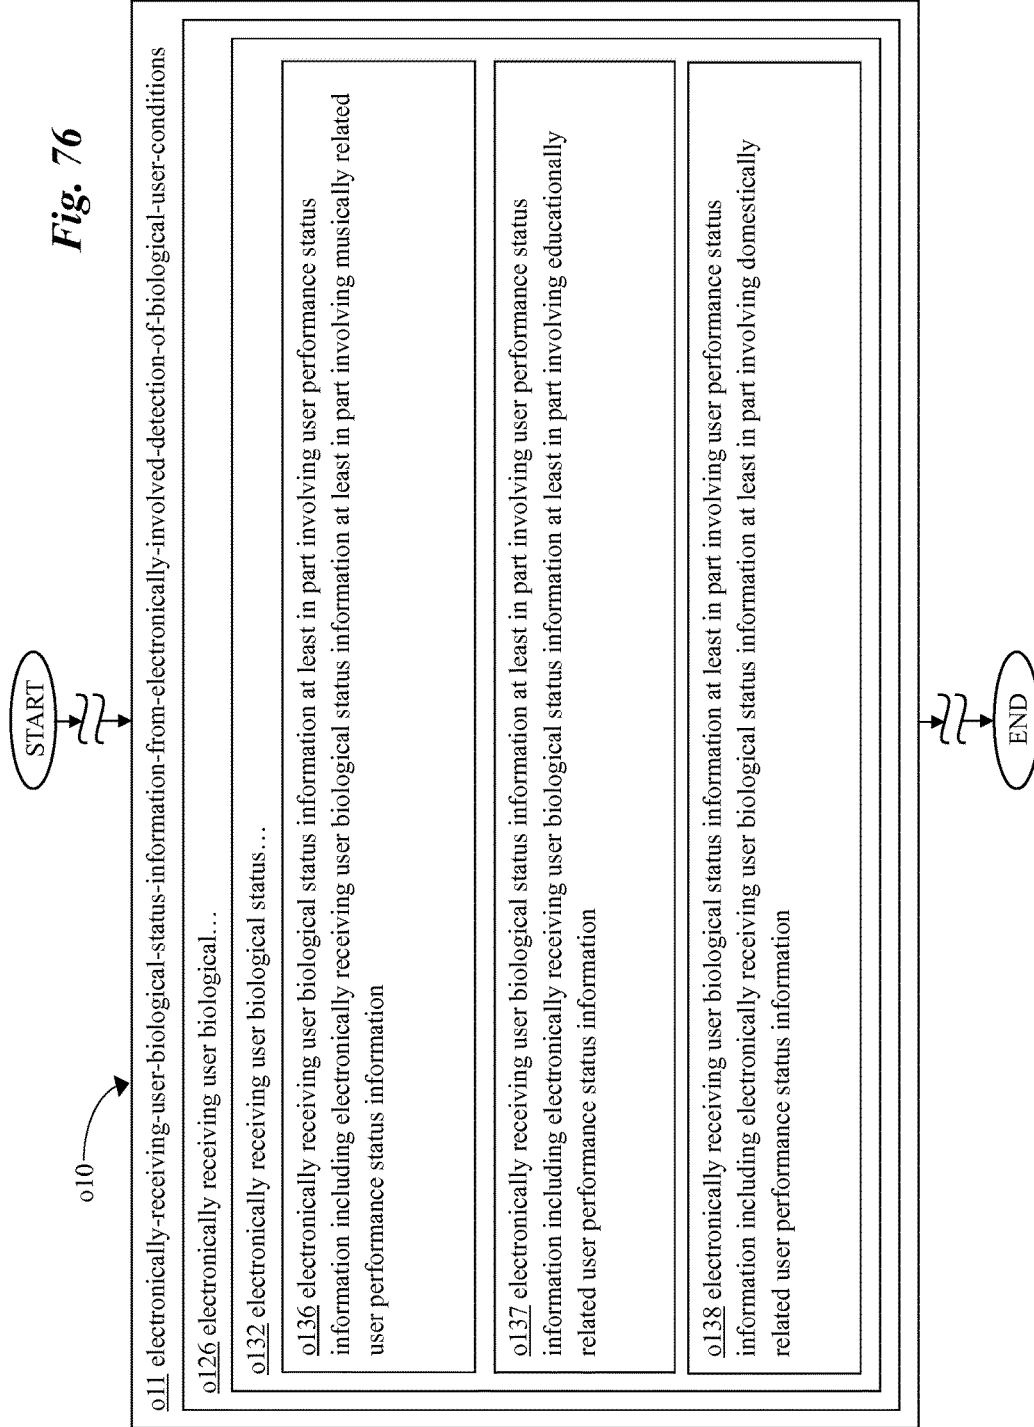 Fig. 76
START
o10
o11 electronically-receiving-user-biological-status-information-from-electronically-involved-detection-of-biological-user-conditions
o126 electronically receiving user biological…
o132 electronically receiving user biological status…
o136 electronically receiving user biological status information at least in part involving user performance status
information including electronically receiving user biological status information at least in part involving musically related
user performance status information
o137 electronically receiving user biological status information at least in part involving user performance status
information including electronically receiving user biological status information at least in part involving educationally
related user performance status information
o138 electronically receiving user biological status information at least in part involving user performance status
information including electronically receiving user biological status information at least in part involving domestically
related user performance status information
END